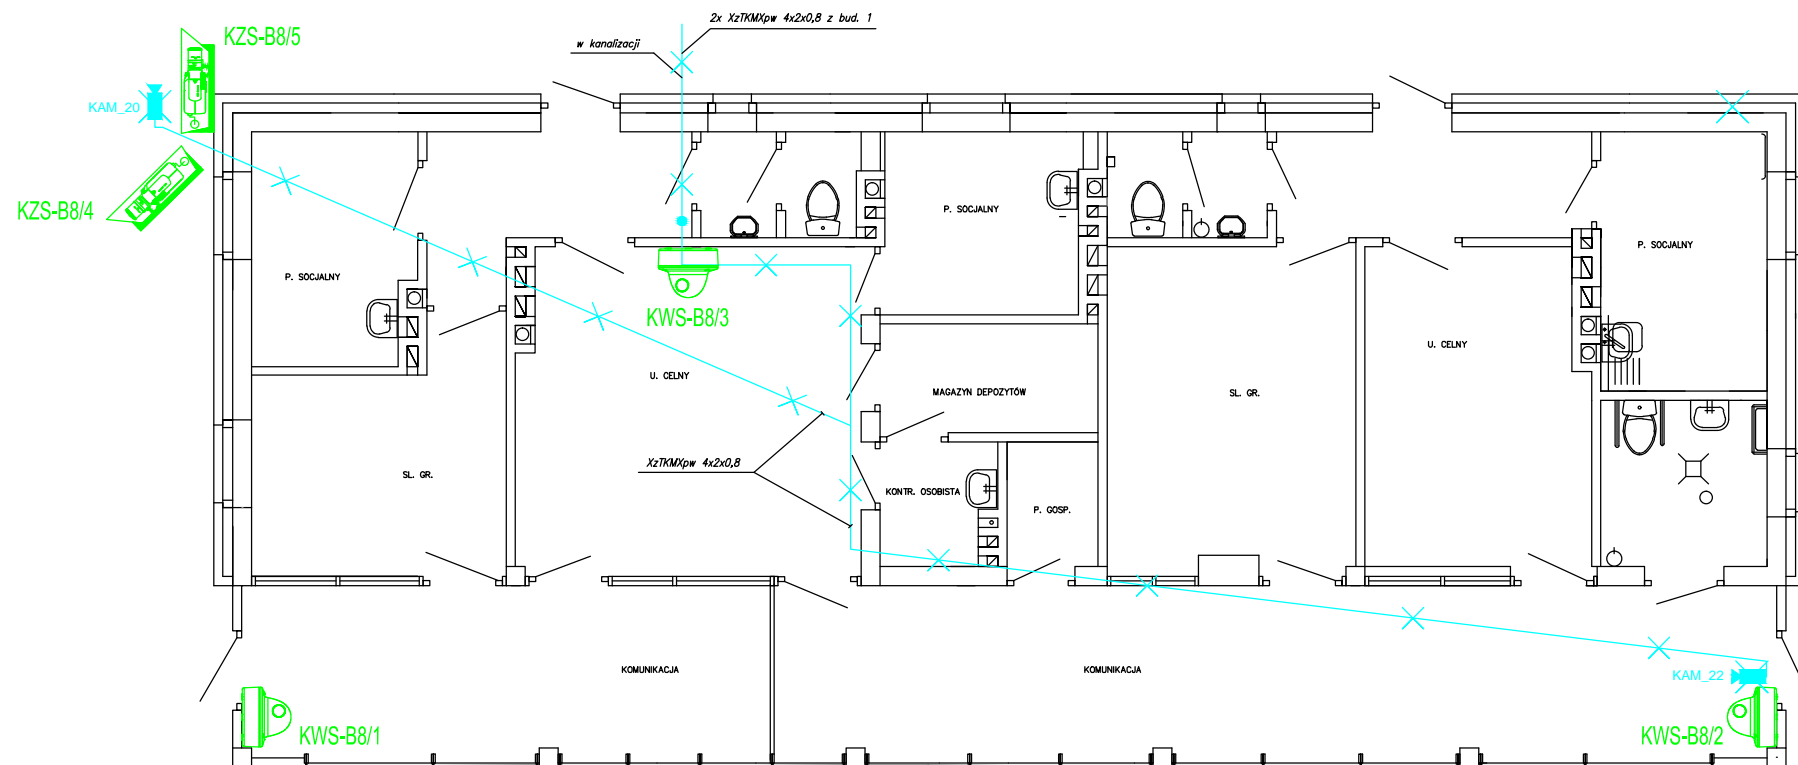 2x XzTKMXpw 4x2x0,8 z bud. 1
KZS-B8/5
w kanalizacji
KAM_20
KZS-B8/4
P. SOCJALNY
P. SOCJALNY
P. SOCJALNY
KWS-B8/3
U. CELNY
U. CELNY
MAGAZYN DEPOZYTÓW
SL. GR.
XzTKMXpw 4x2x0,8
SL. GR.
KONTR. OSOBISTA
P. GOSP.
KOMUNIKACJA
KOMUNIKACJA
KAM_22
KWS-B8/1
KWS-B8/2